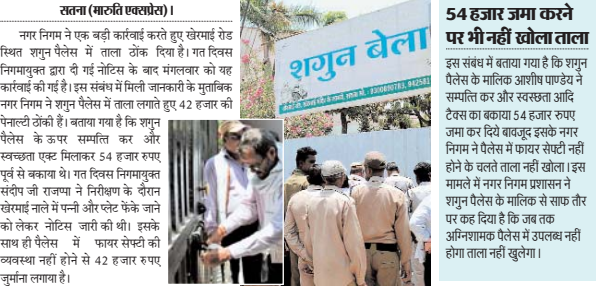 सतना (मारुति एक्सप्रेस)।
नगर निगम ने एक बड़ी कार्रवाई करते हुए खेरमाई रोड
स्थित शगुन पैलेस में ताला ठोंक दिया है। गत दिवस
निगमायुक्त द्वारा दी गई नोटिस के बाद मंगलवार को यह
कार्रवाई की गई है। इस संबंध में मिली जानकारी के मुताबिक
नगर निगम ने शगुन पैलेस में ताला लगाते हुए 42 हजार की
पेनाल्टी ठोंकी हैं। बताया गया है कि शगुन
पैलेस के ऊपर सम्पत्ति कर और
स्वच्छता एक्ट मिलाकर 54 हजार रुपए
पूर्व से बकाया थे। गत दिवस निगमायुक्त
संदीप जी राजप्पा ने निरीक्षण के दौरान
खेरमाई नाले में पन्नी और प्लेट फेंके जाने
को लेकर नोटिस जारी की थी। इसके
साथ ही पैलेस में फायर सेफ्टी की
व्यवस्था नहीं होने से 42 हजार रुपए
जुर्माना लगाया है।
शगुन बेला
54 हजार जमा करने
पर भी नहीं खोला ताला
इस संबंध में बताया गया है कि शगुन
पैलेस के मालिक आशीष पाण्डेय ने
सम्पत्ति कर और स्वस्छता आदि
टैक्स का बकाया 54 हजार रुपए
जमा कर दिये बावजूद इसके नगर
निगम ने पैलेस में फायर सेफ्टी नहीं
होने के चलते ताला नहीं खोला। इस
मामले में नगर निगम प्रशासन ने
शगुन पैलेस के मालिक से साफ तौर
पर कह दिया है कि जब तक
अग्निशामक पैलेस में उपलब्ध नहीं
होगा ताला नहीं खुलेगा।